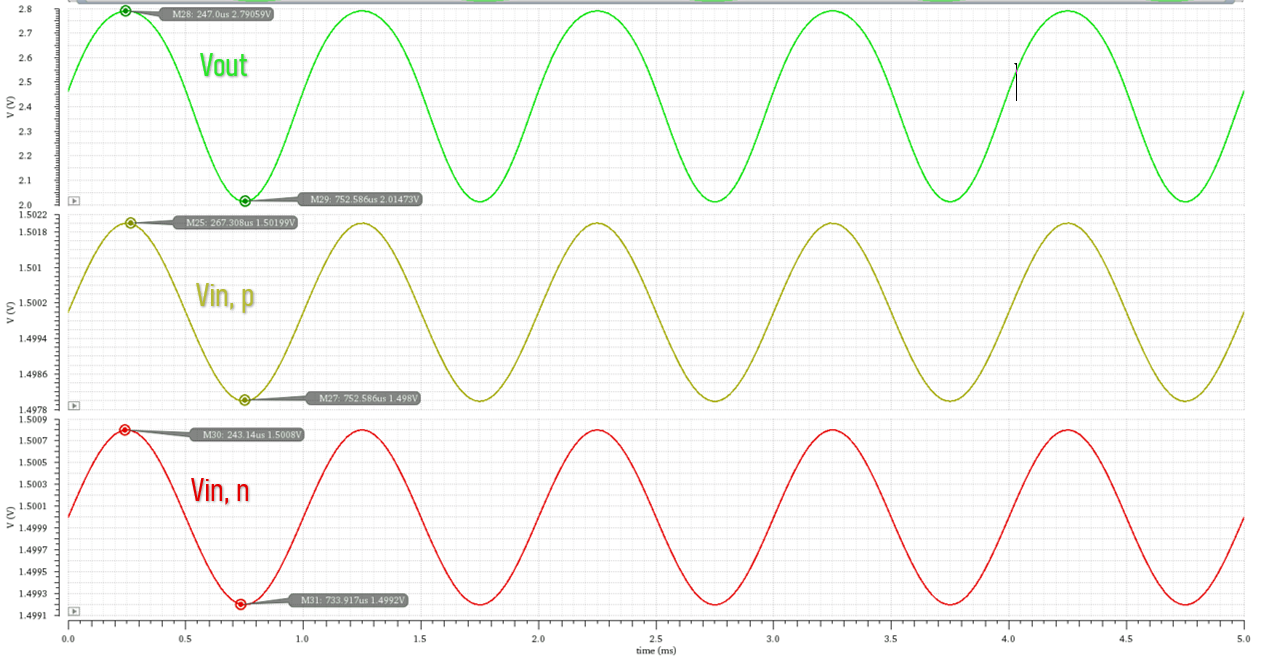 2.8
M28: 247.0us 2.79059V
2.7
2.6
Vout
2.5
V (V)
2.4
2.3
2.2
2.1
M29: 752.586us 2.01473V
2.0
1.5022
M25: 267.308us 1.50199V
1.5018
1.501
Vin, p
1.5002
V (V)
1.4994
1.4986
M27: 752.586us 1.498V
1.4978
1.5009
M30: 243.14us 1.5008V
1.5007
1.5005
1.5003
Vin, n
1.5001
V (V)
1.4999
1.4997
1.4995
1.4993
M31: 733.917us 1.4992V
1.4991
0.0 0.5 1.0 1.5 2.0 2.5 3.0 3.5 4.0 4.5 5.0
time (ms)